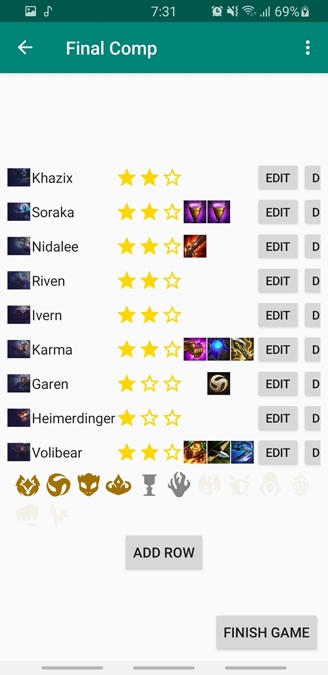 7:31 69%
Final Comp
Khazix EDIT D
Soraka EDIT D
Nidalee EDIT D
Riven EDIT D
Ivern EDIT D
Karma EDIT D
Garen EDIT D
Heimerdinger EDIT D
Volibear EDIT D
ADD ROW
FINISH GAME